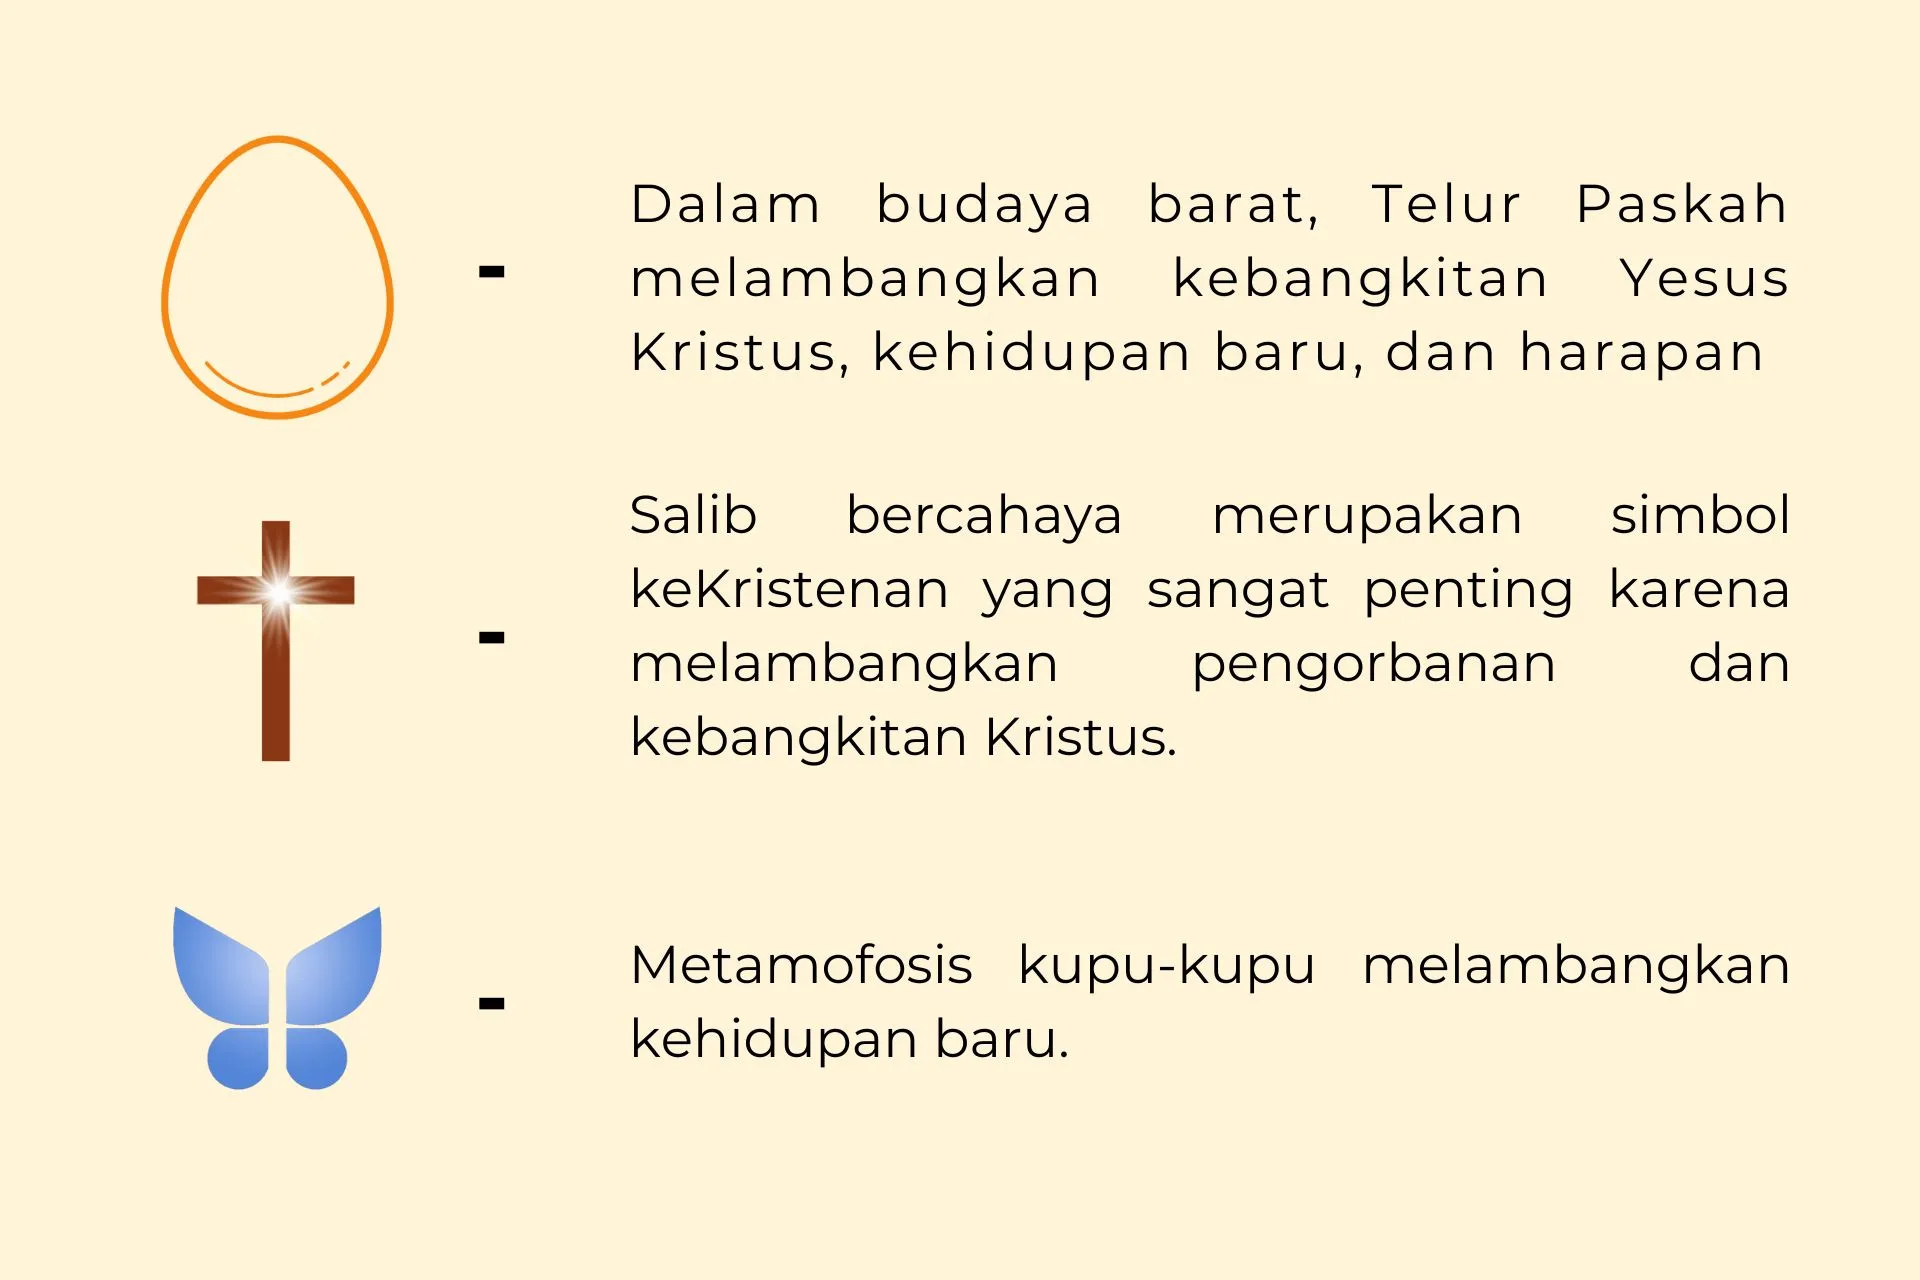 Dalam budaya barat, Telur Paskah
melambangkan kebangkitan Yesus
Kristus, kehidupan baru, dan harapan
Salib bercahaya merupakan simbol
keKristenan yang sangat penting karena
melambangkan pengorbanan dan
kebangkitan Kristus.
Metamofosis kupu-kupu melambangkan
kehidupan baru.